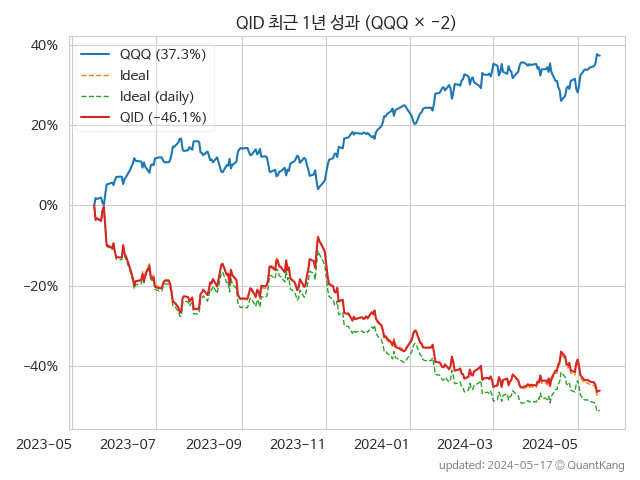 QID 최근 1년 성과 (QQQ × −2)
QQQ (37.3%)
Ideal
Ideal (daily)
QID (−46.1%)
40%
20%
0%
−20%
−40%
2023-05 2023-07 2023-09 2023-11 2024-01 2024-03 2024-05
updated: 2024-05-17 © QuantKang